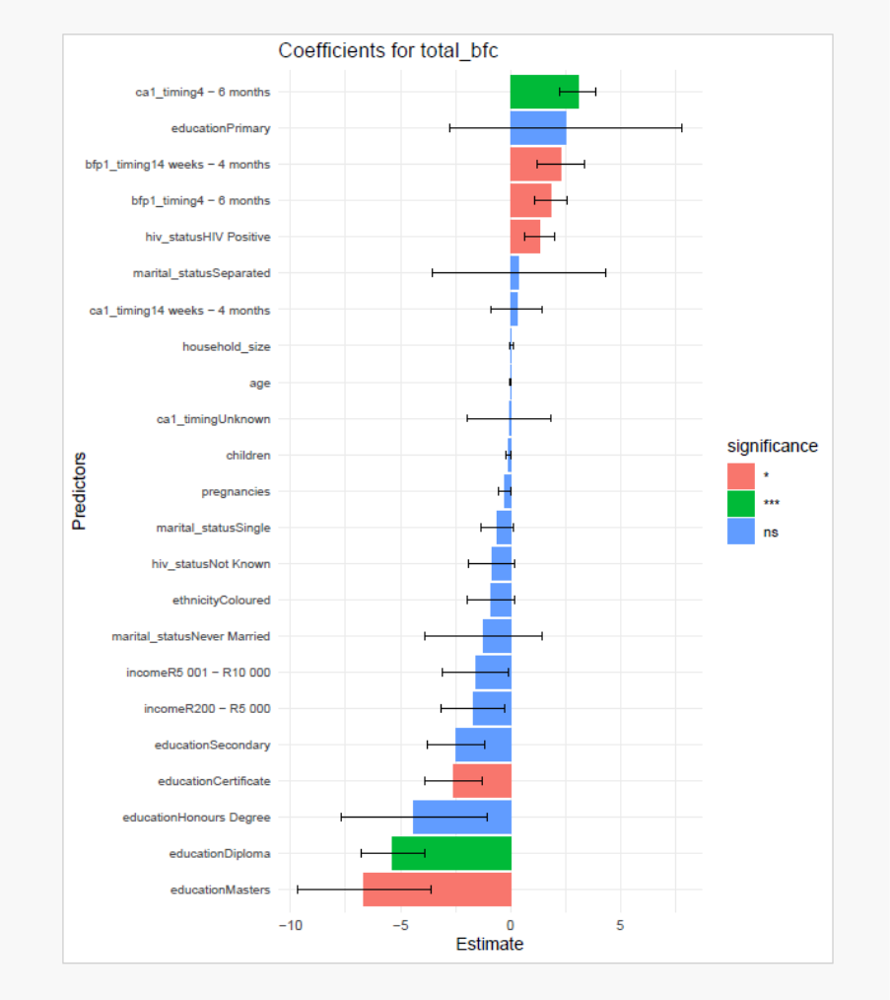 Coefficients for total_bfc
ca1_timing4 − 6 months
educationPrimary
bfp1_timing14 weeks − 4 months
bfp1_timing4 − 6 months
hiv_statusHIV Positive
marital_statusSeparated
ca1_timing14 weeks − 4 months
household_size
age
ca1_timingUnknown
children
pregnancies
marital_statusSingle
hiv_statusNot Known
ethnicityColoured
marital_statusNever Married
incomeR5 001 − R10 000
incomeR200 − R5 000
educationSecondary
educationCertificate
educationHonours Degree
educationDiploma
educationMasters
Predictors
−10 −5 0 5
Estimate
significance
*
***
ns